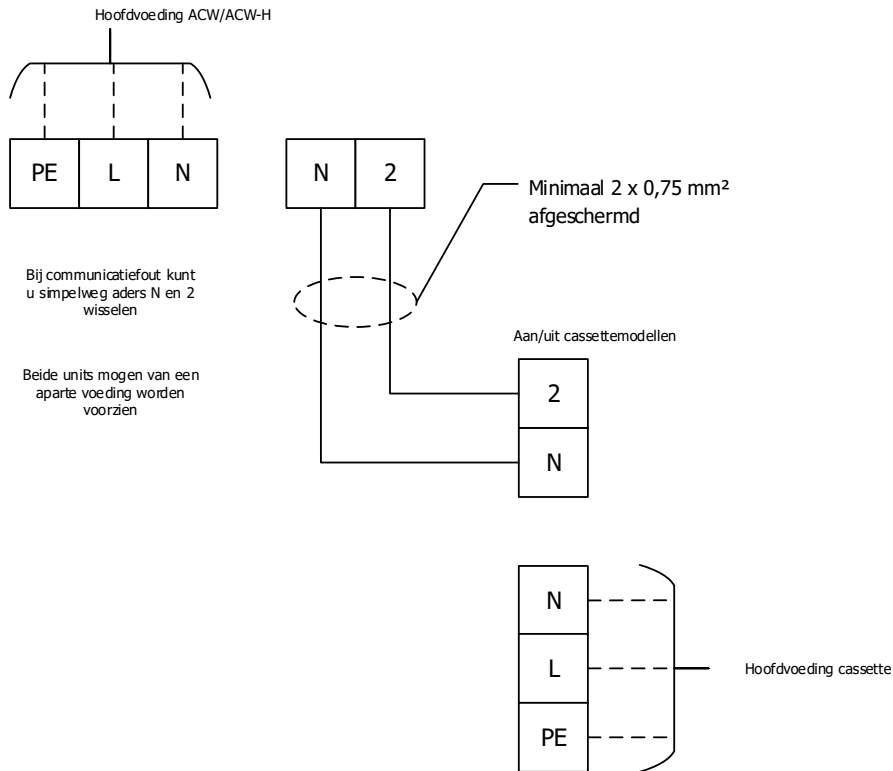 Hoofdvoeding ACW/ACW-H
PE L N
N 2
Minimaal 2 x 0,75 mm²
afgeschermd
Bij communicatiefout kunt
u simpelweg aders N en 2
wisselen
Aan/uit cassettemodellen
Beide units mogen van een
aparte voeding worden
voorzien
2
N
N
L
Hoofdvoeding cassette
PE